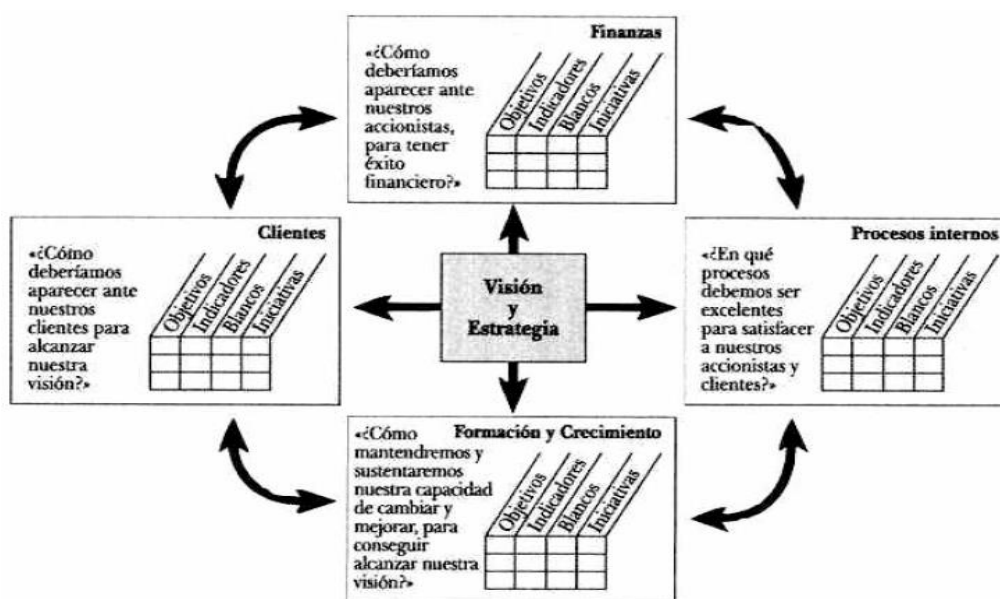 Finanzas
«¿Cómo
deberíamos
aparecer ante
nuestros
accionistas,
para tener
éxito
financiero?»
Objetivos
Indicadores
Blancos
Iniciativas
Clientes
«¿Cómo
deberíamos
aparecer ante
nuestros
clientes para
alcanzar
nuestra
visión?»
Objetivos
Indicadores
Blancos
Iniciativas
Visión
y
Estrategia
Procesos internos
«¿En qué
procesos
debemos ser
excelentes
para satisfacer
a nuestros
accionistas y
clientes?»
Objetivos
Indicadores
Blancos
Iniciativas
Formación y Crecimiento
«¿Cómo
mantendremos y
sustentaremos
nuestra capacidad
de cambiar y
mejorar, para
conseguir
alcanzar nuestra
visión?»
Objetivos
Indicadores
Blancos
Iniciativas